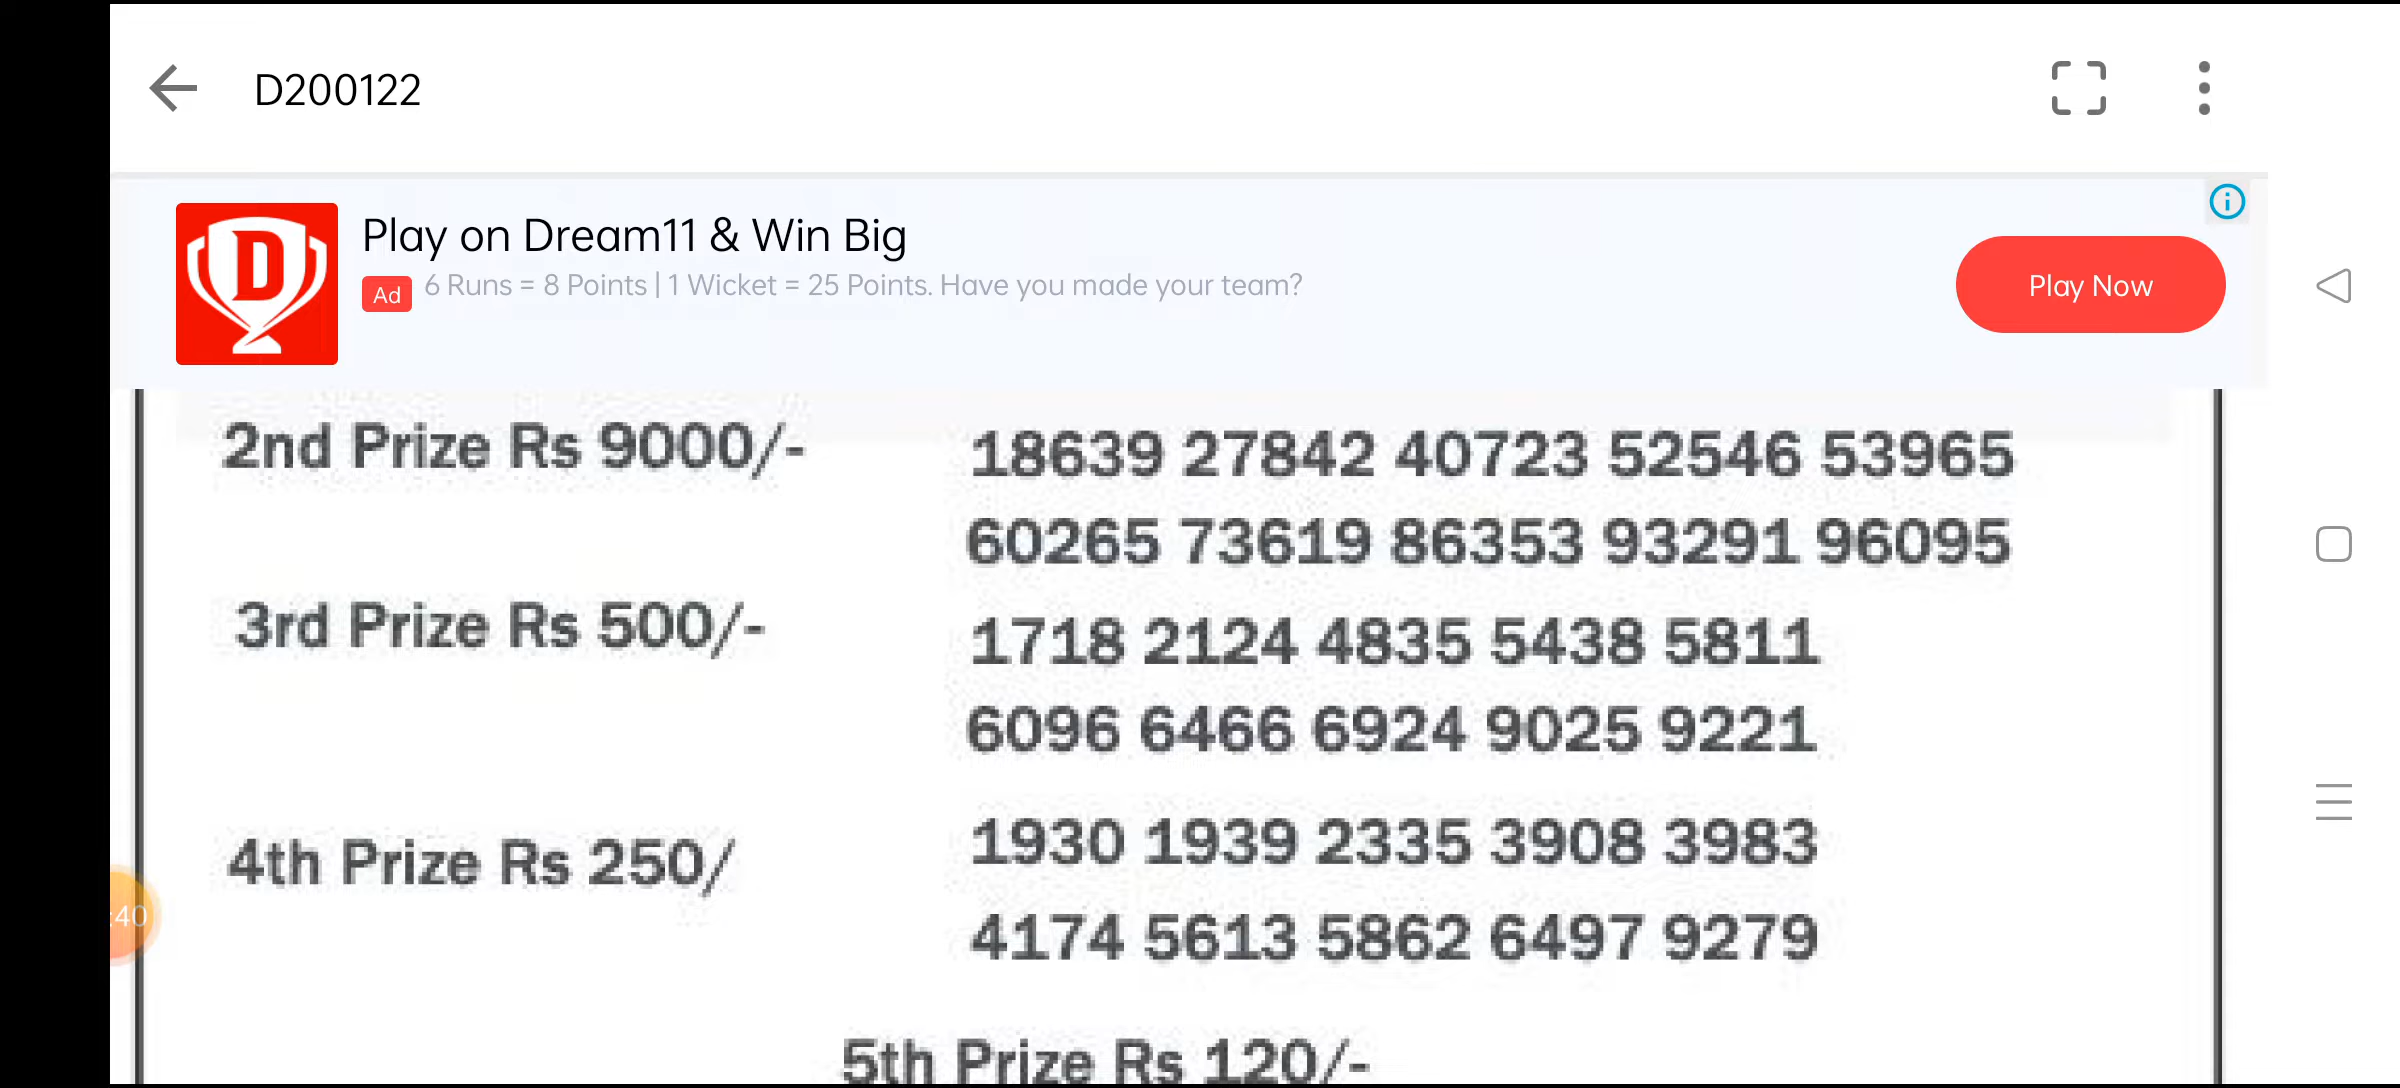 D200122
Play on Dream11 & Win Big
Ad 6 Runs = 8 Points | 1 Wicket = 25 Points. Have you made your team?
Play Now
D
2nd Prize Rs 9000/- 18639 27842 40723 52546 53965
60265 73619 86353 93291 96095
3rd Prize Rs 500/- 1718 2124 4835 5438 5811
6096 6466 6924 9025 9221
4th Prize Rs 250/ 1930 1939 2335 3908 3983
:40
4174 5613 5862 6497 9279
5th Prize Rs 120/-